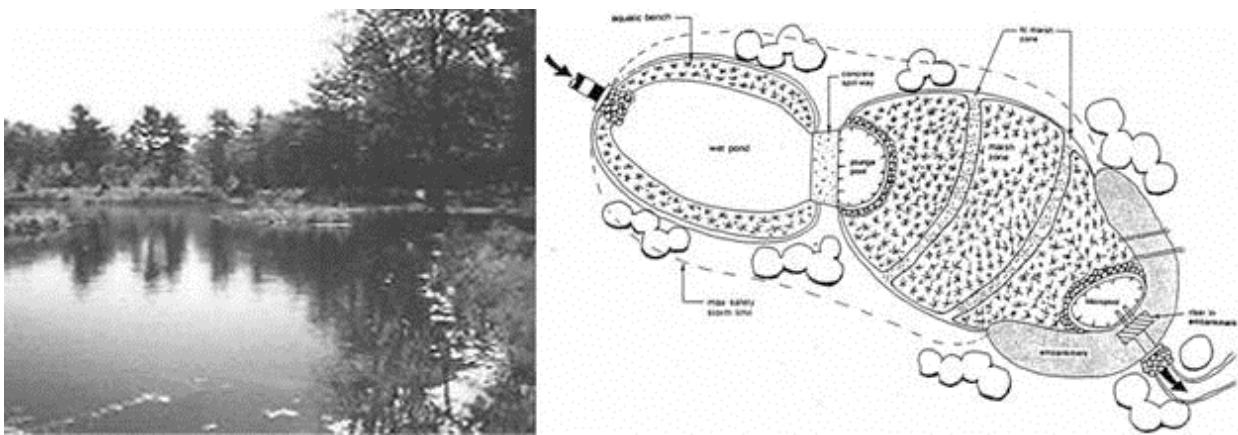 aquatic bench
concrete
spillway
hi marsh
zone
wet pond
plunge
pool
marsh
zone
micropool
riser in
embankment
embankment
max safety
storm limit